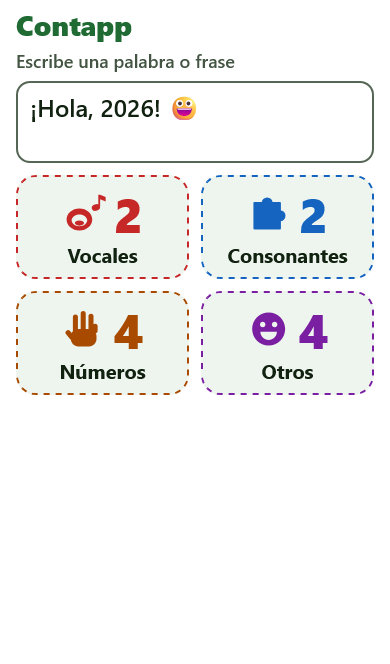 Contapp
Escribe una palabra o frase
¡Hola, 2026! 😀
2
Vocales
2
Consonantes
4
Números
4
Otros